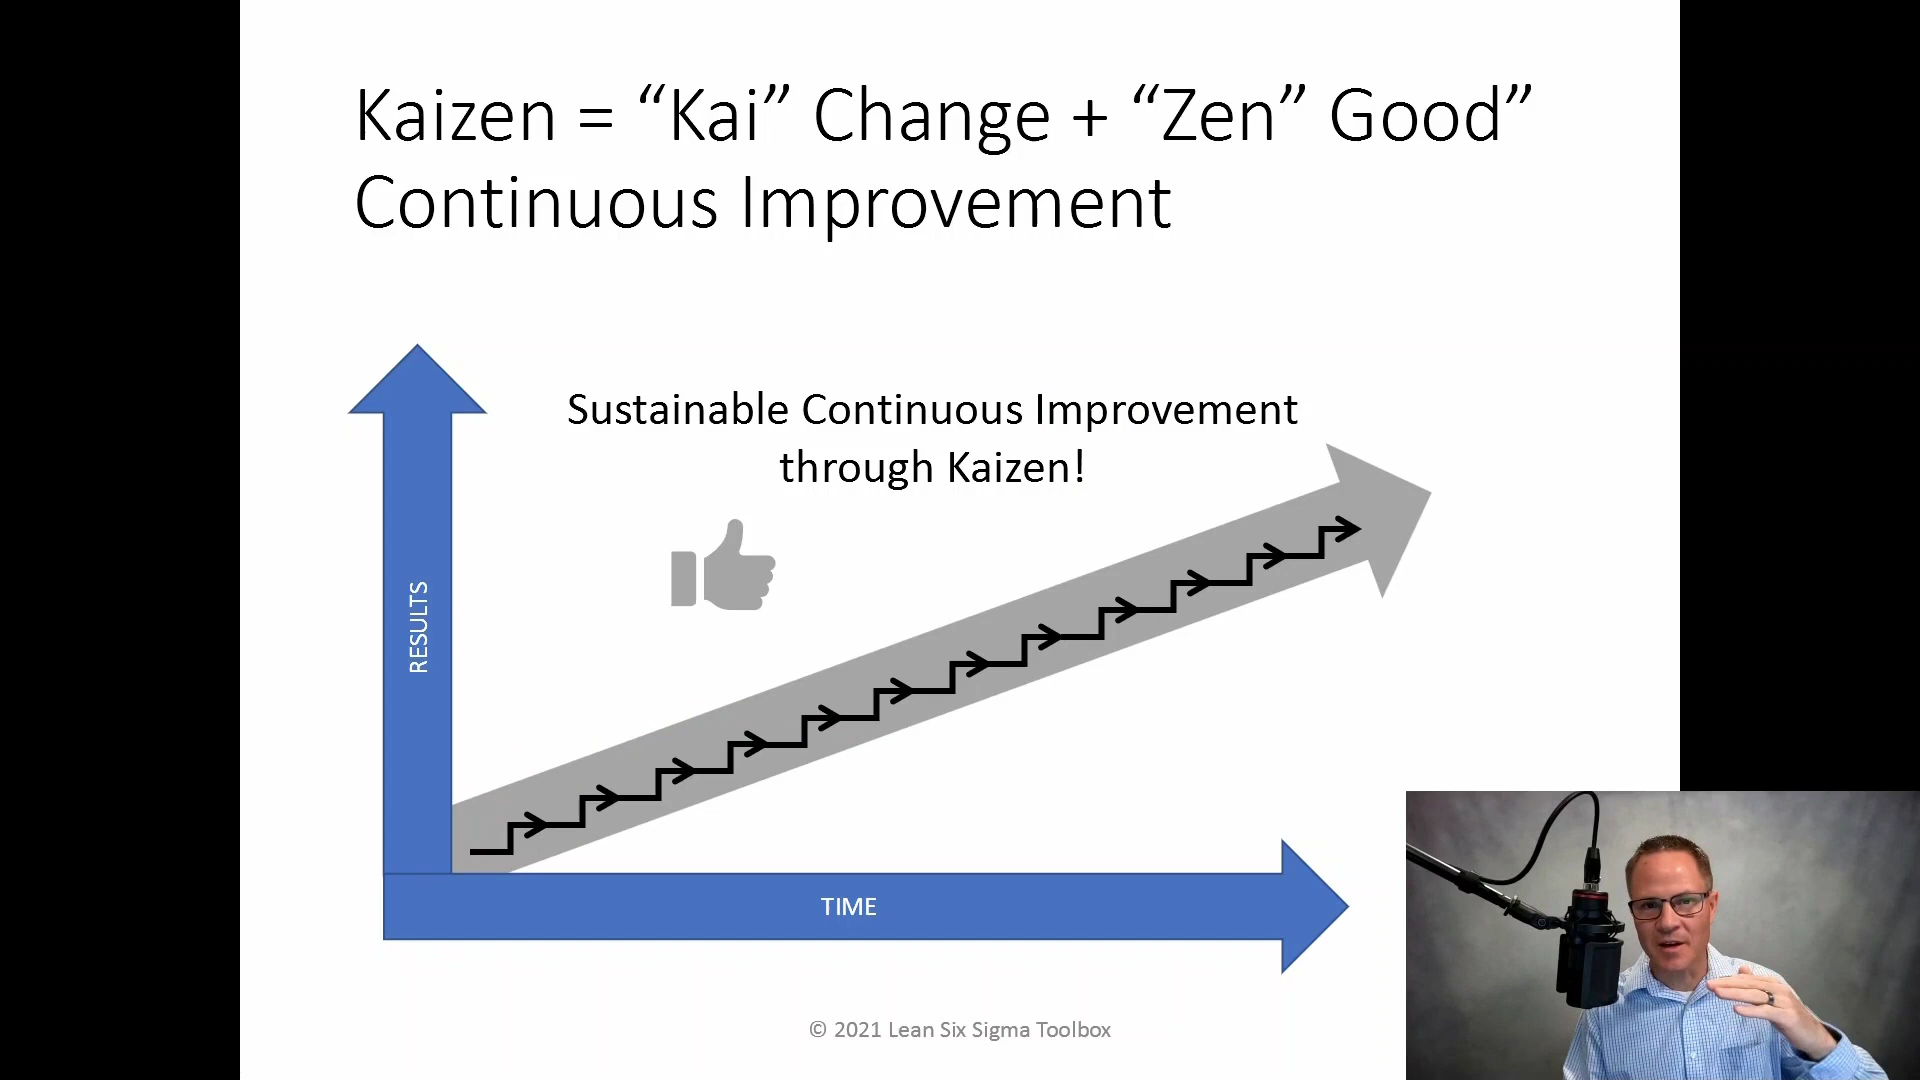 Kaizen = “Kai” Change + “Zen” Good”
Continuous Improvement
Sustainable Continuous Improvement
through Kaizen!
RESULTS
TIME
© 2021 Lean Six Sigma Toolbox